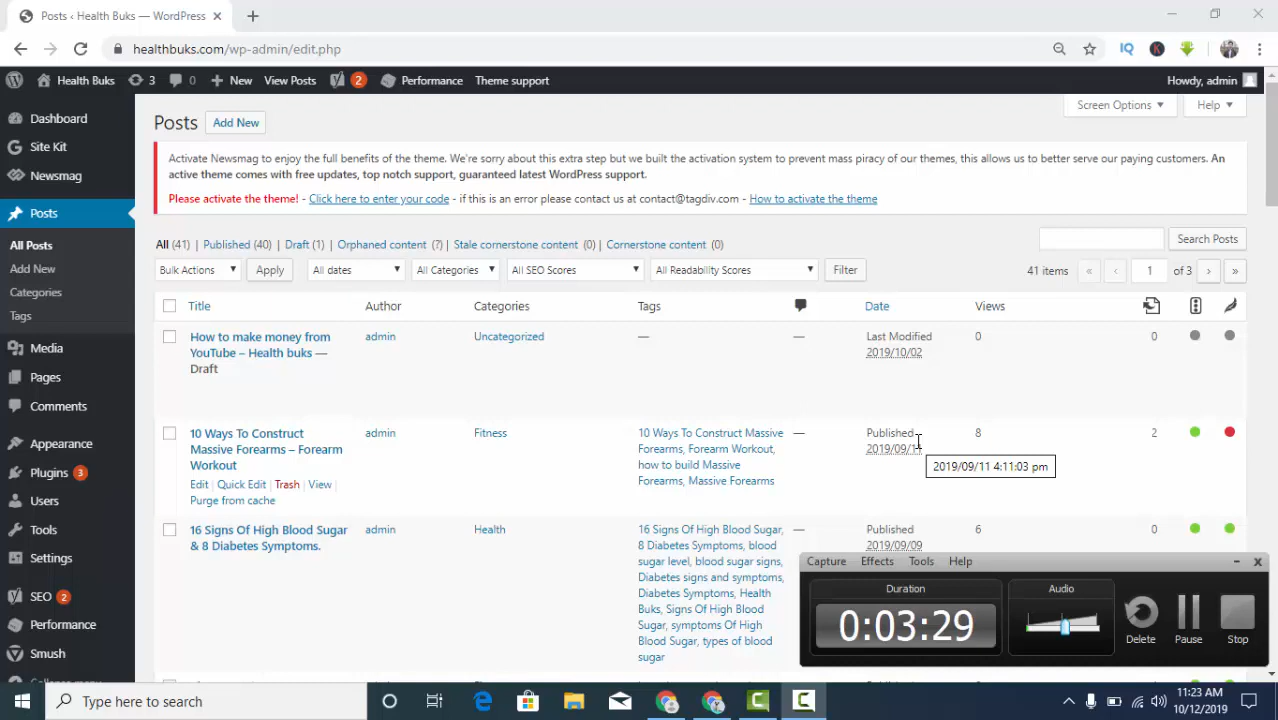 Posts ‹ Health Buks — WordPress
healthbuks.com/wp-admin/edit.php
Health Buks 3 0 New View Posts 2 Performance Theme support Howdy, admin
Dashboard
Site Kit
Newsmag
Posts
All Posts
Add New
Categories
Tags
Media
Pages
Comments
Appearance
Plugins 3
Users
Tools
Settings
SEO 2
Performance
Smush
Screen Options Help
Posts Add New
Activate Newsmag to enjoy the full benefits of the theme. We're sorry about this extra step but we built the activation system to prevent mass piracy of our themes, this allows us to better serve our paying customers. An
active theme comes with free updates, top notch support, guaranteed latest WordPress support.
Please activate the theme! - Click here to enter your code - if this is an error please contact us at contact@tagdiv.com - How to activate the theme
All (41) | Published (40) | Draft (1) | Orphaned content (7) | Stale cornerstone content (0) | Cornerstone content (0)
Search Posts
Bulk Actions Apply All dates All Categories All SEO Scores All Readability Scores Filter
41 items « ‹ 1 of 3 › »
Title Author Categories Tags Date Views
How to make money from
YouTube – Health buks —
Draft
admin
Uncategorized
—
—
Last Modified
2019/10/02
0
0
10 Ways To Construct
Massive Forearms – Forearm
Workout
Edit | Quick Edit | Trash | View |
Purge from cache
admin
Fitness
10 Ways To Construct Massive
Forearms, Forearm Workout,
how to build Massive
Forearms, Massive Forearms
—
Published
2019/09/11
8
2
2019/09/11 4:11:03 pm
16 Signs Of High Blood Sugar
& 8 Diabetes Symptoms.
admin
Health
16 Signs Of High Blood Sugar,
8 Diabetes Symptoms, blood
sugar level, blood sugar signs,
Diabetes signs and symptoms,
Diabetes Symptoms, Health
Buks, Signs Of High Blood
Sugar, symptoms Of High
Blood Sugar, types of blood
sugar
—
Published
2019/09/09
6
0
Capture Effects Tools Help
Duration
0:03:29
Audio
Delete
Pause
Stop
Type here to search
11:23 AM
10/12/2019